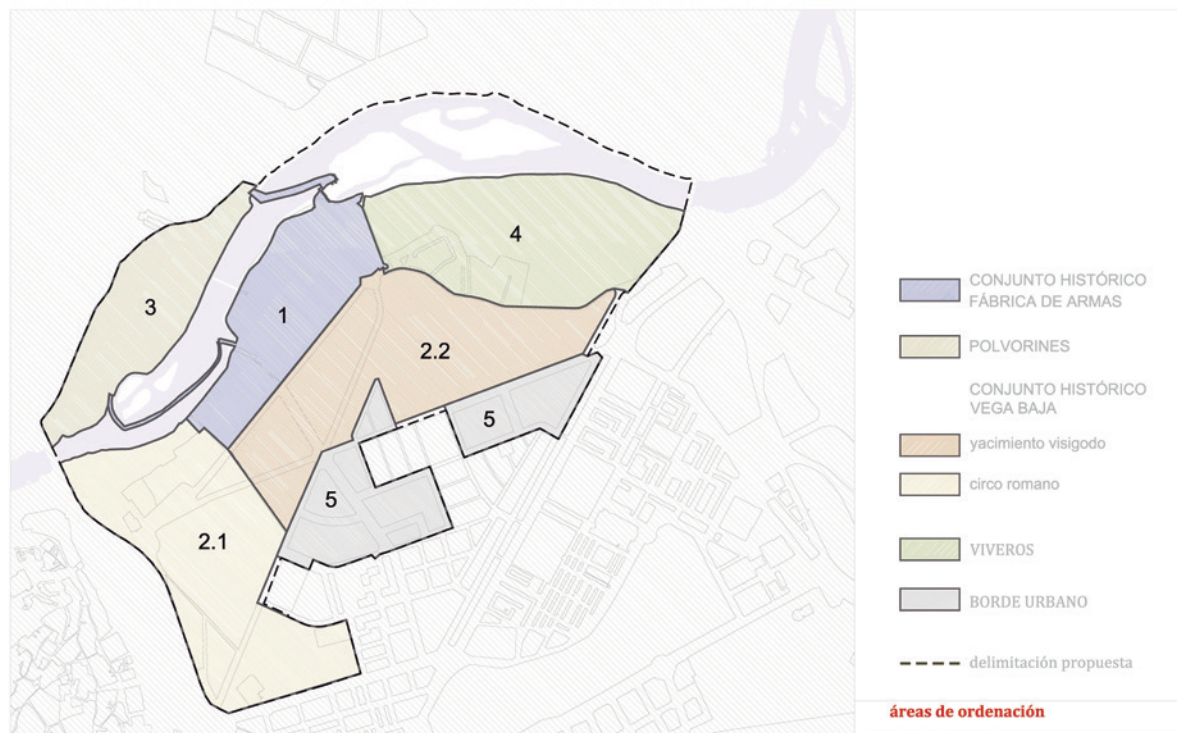 3
1
4
2.2
5
5
2.1
CONJUNTO HISTÓRICO
FÁBRICA DE ARMAS
POLVORINES
CONJUNTO HISTÓRICO
VEGA BAJA
yacimiento visigodo
circo romano
VIVEROS
BORDE URBANO
delimitación propuesta
áreas de ordenación